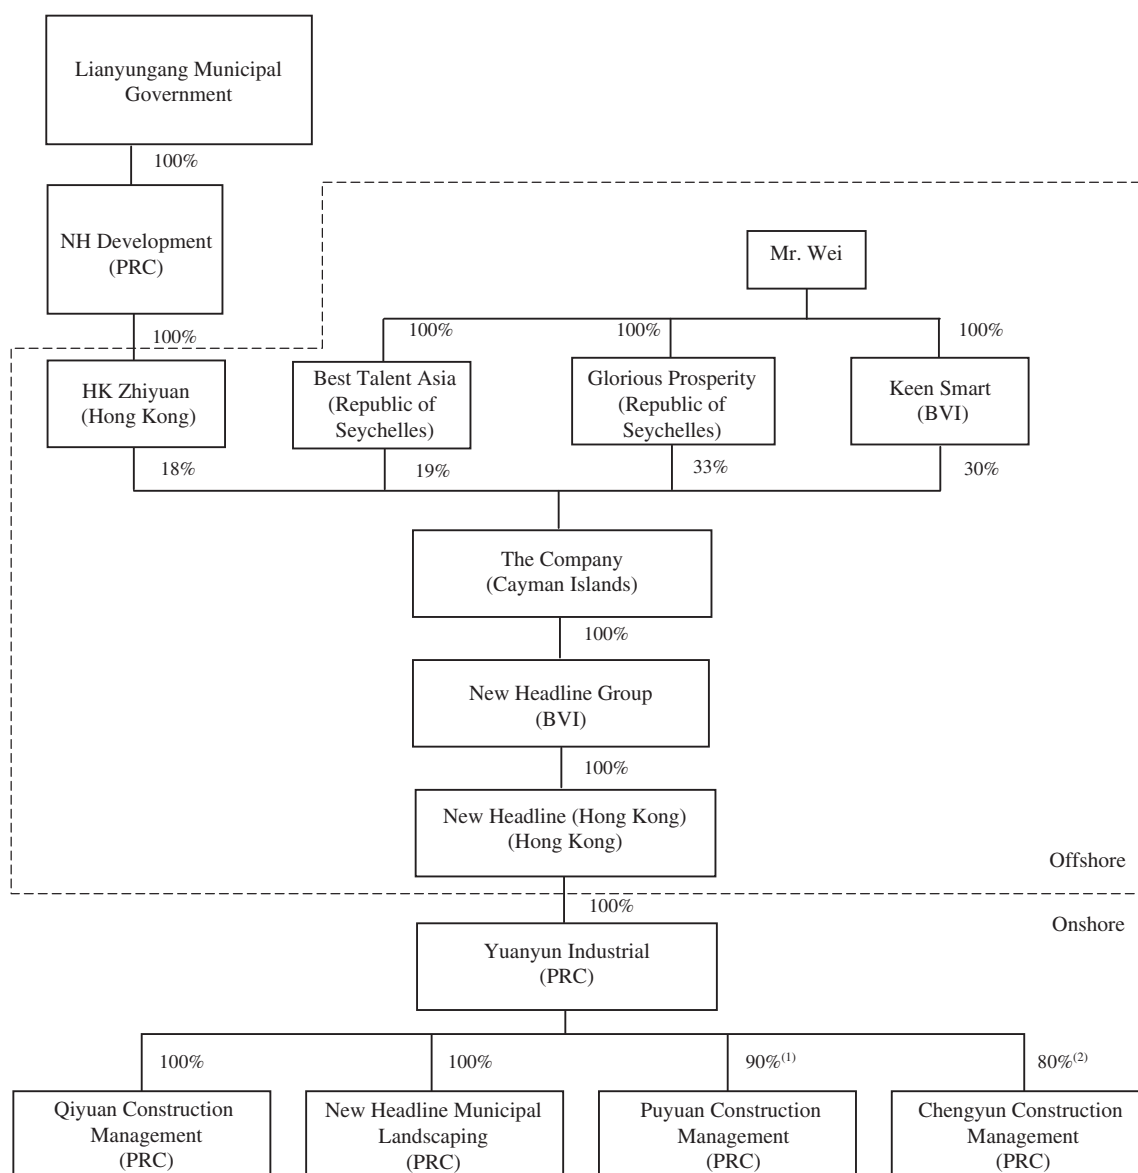 Lianyungang Municipal
Government
100%
NH Development
(PRC)
Mr. Wei
100%
100%
100%
100%
HK Zhiyuan
(Hong Kong)
Best Talent Asia
(Republic of
Seychelles)
Glorious Prosperity
(Republic of
Seychelles)
Keen Smart
(BVI)
18%
19%
33%
30%
The Company
(Cayman Islands)
100%
New Headline Group
(BVI)
100%
New Headline (Hong Kong)
(Hong Kong)
Offshore
100%
Onshore
Yuanyun Industrial
(PRC)
100%
100%
90%(1)
80%(2)
Qiyuan Construction
Management
(PRC)
New Headline Municipal
Landscaping
(PRC)
Puyuan Construction
Management
(PRC)
Chengyun Construction
Management
(PRC)